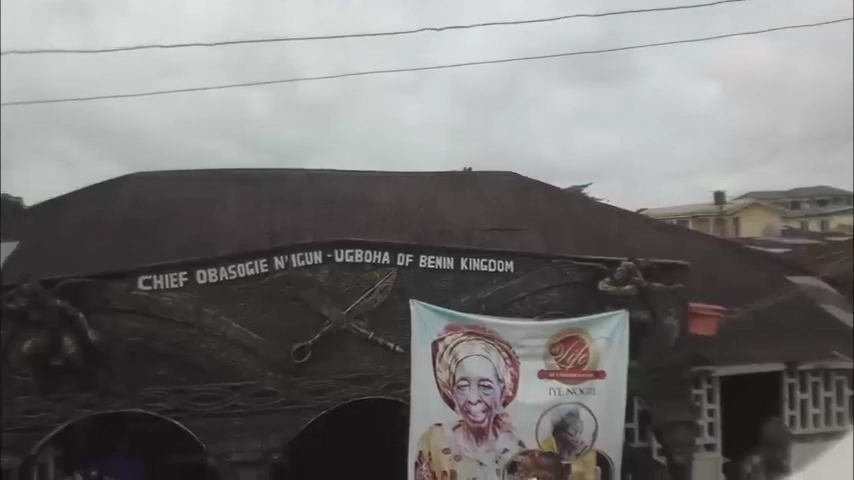 CHIEF OBASOGIE N'IGUN - UGBOHA OF BENIN KINGDOM
Life
IYE NOGIE